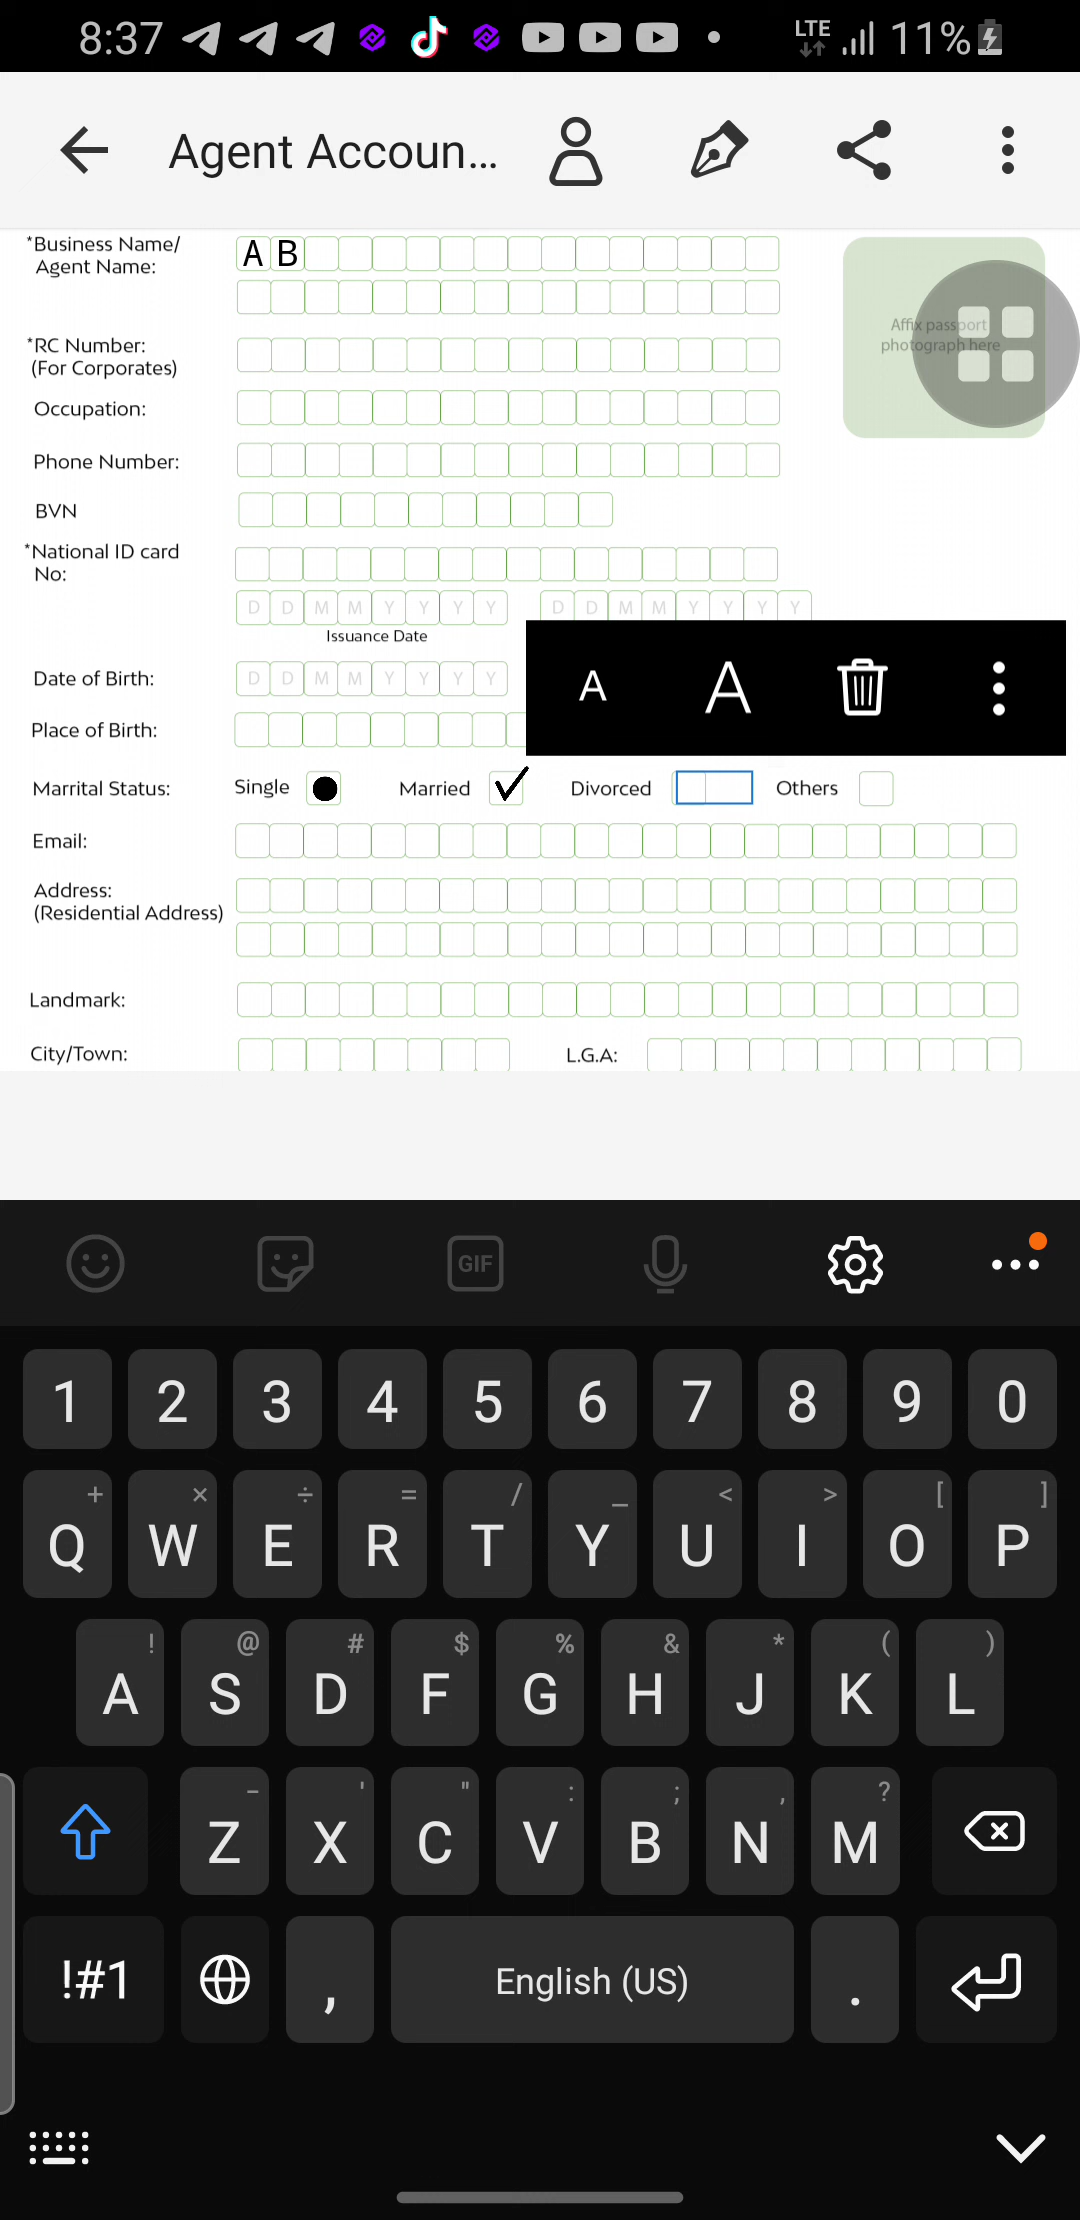 8:37 LTE 11%
Agent Accoun...
*Business Name/
Agent Name:
A B
Affix passport
photograph here
*RC Number:
(For Corporates)
Occupation:
Phone Number:
BVN
*National ID card
No:
D D M M Y Y Y Y D D M M Y Y Y Y
Issuance Date
A A
Date of Birth: D D M M Y Y Y Y
Place of Birth:
Marrital Status: Single Married Divorced Others
Email:
Address:
(Residential Address)
Landmark:
City/Town: L.G.A:
GIF
1 2 3 4 5 6 7 8 9 0
+ × ÷ = / _ < > [ ]
Q W E R T Y U I O P
! @ # $ % & * ( )
A S D F G H J K L
- ' " : ; , ?
Z X C V B N M
!#1 , English (US) .